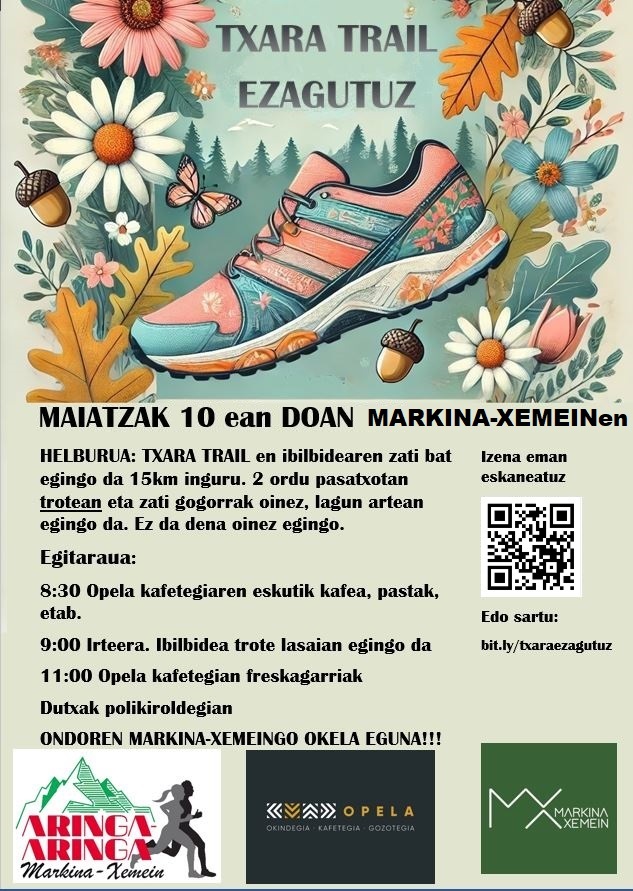 TXARA TRAIL
EZAGUTUZ
MAIATZAK 10 ean DOAN MARKINA-XEMEINen
HELBURUA: TXARA TRAIL en ibilbidearen zati bat
egingo da 15km inguru. 2 ordu pasatxotan
trotean eta zati gogorrak oinez, lagun artean
egingo da. Ez da dena oinez egingo.
Egitaraua:
8:30 Opela kafetegiaren eskutik kafea, pastak,
etab.
9:00 Irteera. Ibilbidea trote lasaian egingo da
11:00 Opela kafetegian freskagarriak
Dutxak polikiroldegian
ONDOREN MARKINA-XEMEINGO OKELA EGUNA!!!
Izena eman
eskaneatuz
Edo sartu:
bit.ly/txaraezagutuz
ARINGA
ARINGA
Markina-Xemein
OPELA
OKINDEGIA · KAFETEGIA · GOZOTEGIA
MX MARKINA
XEMEIN